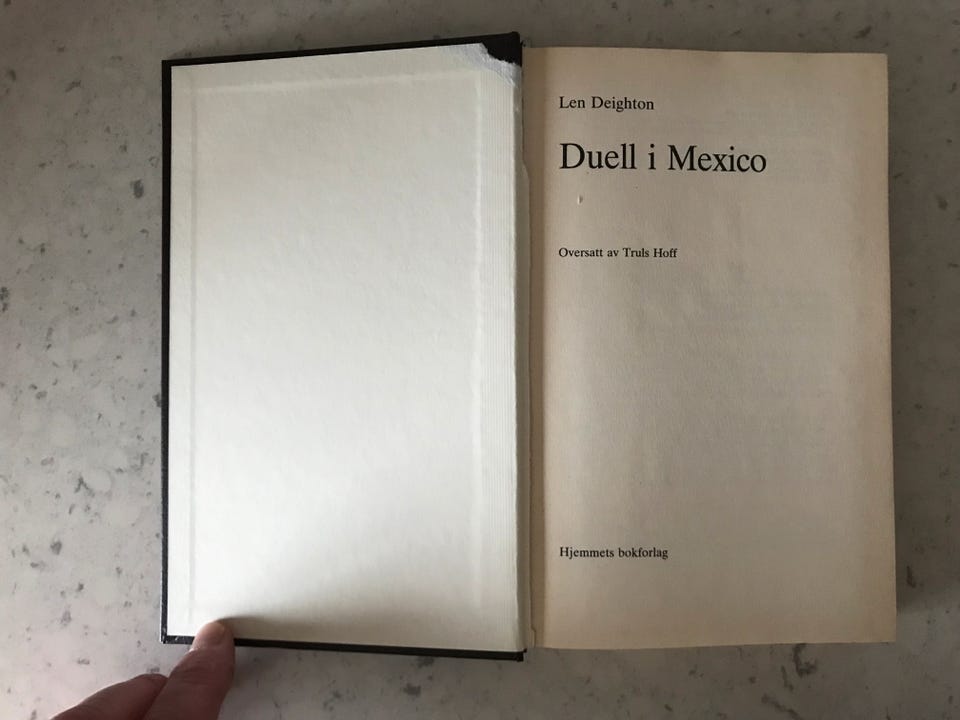 Len Deighton
Duell i Mexico
Oversatt av Truls Hoff
Hjemmets bokforlag